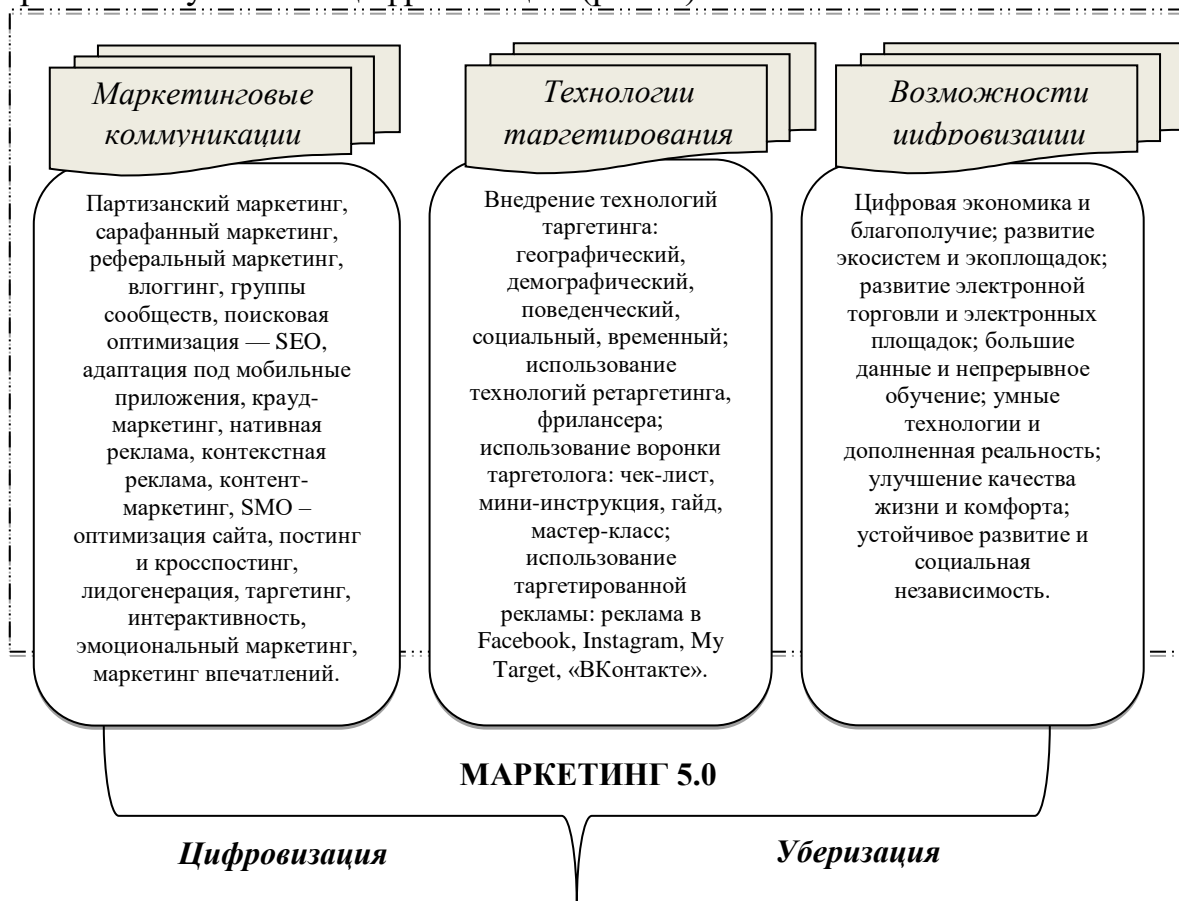 Маркетинговые
коммуникации
Партизанский маркетинг,
сарафанный маркетинг,
реферальный маркетинг,
влоггинг, группы
сообществ, поисковая
оптимизация — SEO,
адаптация под мобильные
приложения, крауд-
маркетинг, нативная
реклама, контекстная
реклама, контент-
маркетинг, SMO –
оптимизация сайта, постинг
и кросспостинг,
лидогенерация, таргетинг,
интерактивность,
эмоциональный маркетинг,
маркетинг впечатлений.
Технологии
таргетирования
Внедрение технологий
таргетинга:
географический,
демографический,
поведенческий,
социальный, временный;
использование
технологий ретаргетинга,
фрилансера;
использование воронки
таргетолога: чек-лист,
мини-инструкция, гайд,
мастер-класс;
использование
таргетированной
рекламы: реклама в
Facebook, Instagram, My
Target, «ВКонтакте».
Возможности
цифровизации
Цифровая экономика и
благополучие; развитие
экосистем и экоплощадок;
развитие электронной
торговли и электронных
площадок; большие
данные и непрерывное
обучение; умные
технологии и
дополненная реальность;
улучшение качества
жизни и комфорта;
устойчивое развитие и
социальная
независимость.
МАРКЕТИНГ 5.0
Цифровизация
Уберизация